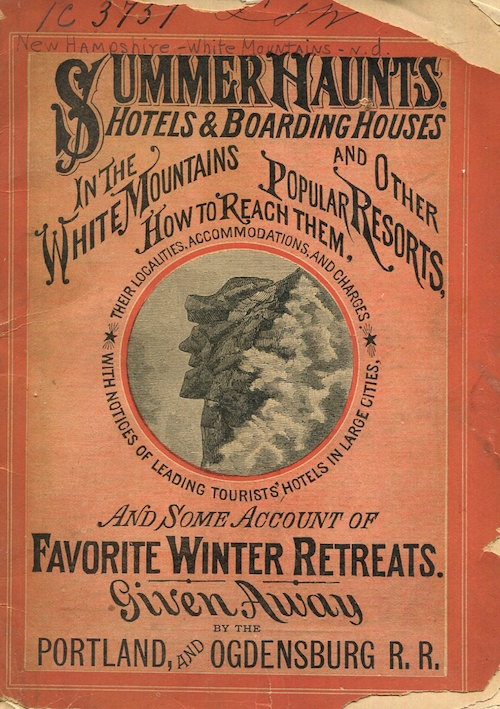 1C 3751
New Hampshire - White Mountains - n.d.
SUMMER HAUNTS.
HOTELS & BOARDING HOUSES
IN THE
WHITE MOUNTAINS
AND OTHER
POPULAR RESORTS,
HOW TO REACH THEM,
THEIR LOCALITIES, ACCOMMODATIONS, AND CHARGES.
WITH NOTICES OF LEADING TOURISTS' HOTELS IN LARGE CITIES,
AND SOME ACCOUNT OF
FAVORITE WINTER RETREATS.
Given Away
BY THE
PORTLAND, AND OGDENSBURG R. R.